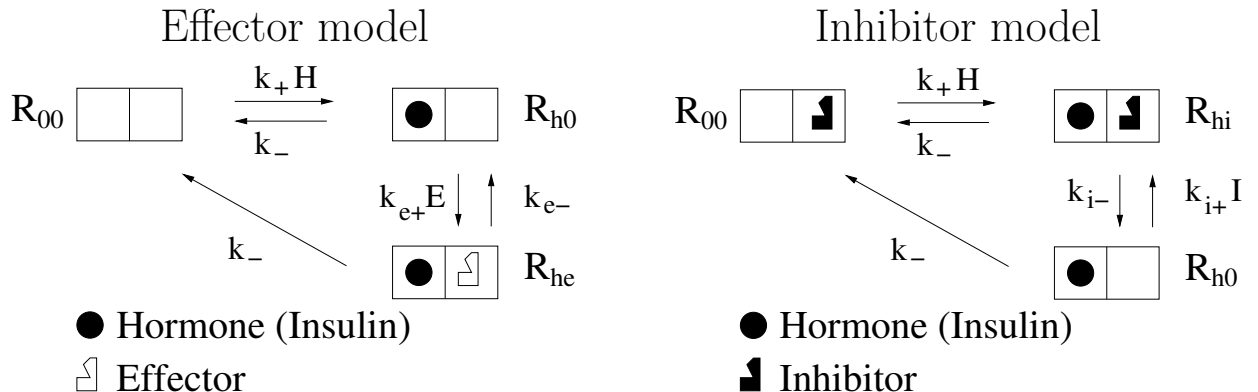 Effector model
R₀₀ k₊H Rₕ₀
k₋
kₑ₊E kₑ₋
k₋ Rₕₑ
Hormone (Insulin)
Effector
Inhibitor model
R₀₀ k₊H Rₕᵢ
k₋
kᵢ₋ kᵢ₊I
k₋ Rₕ₀
Hormone (Insulin)
Inhibitor